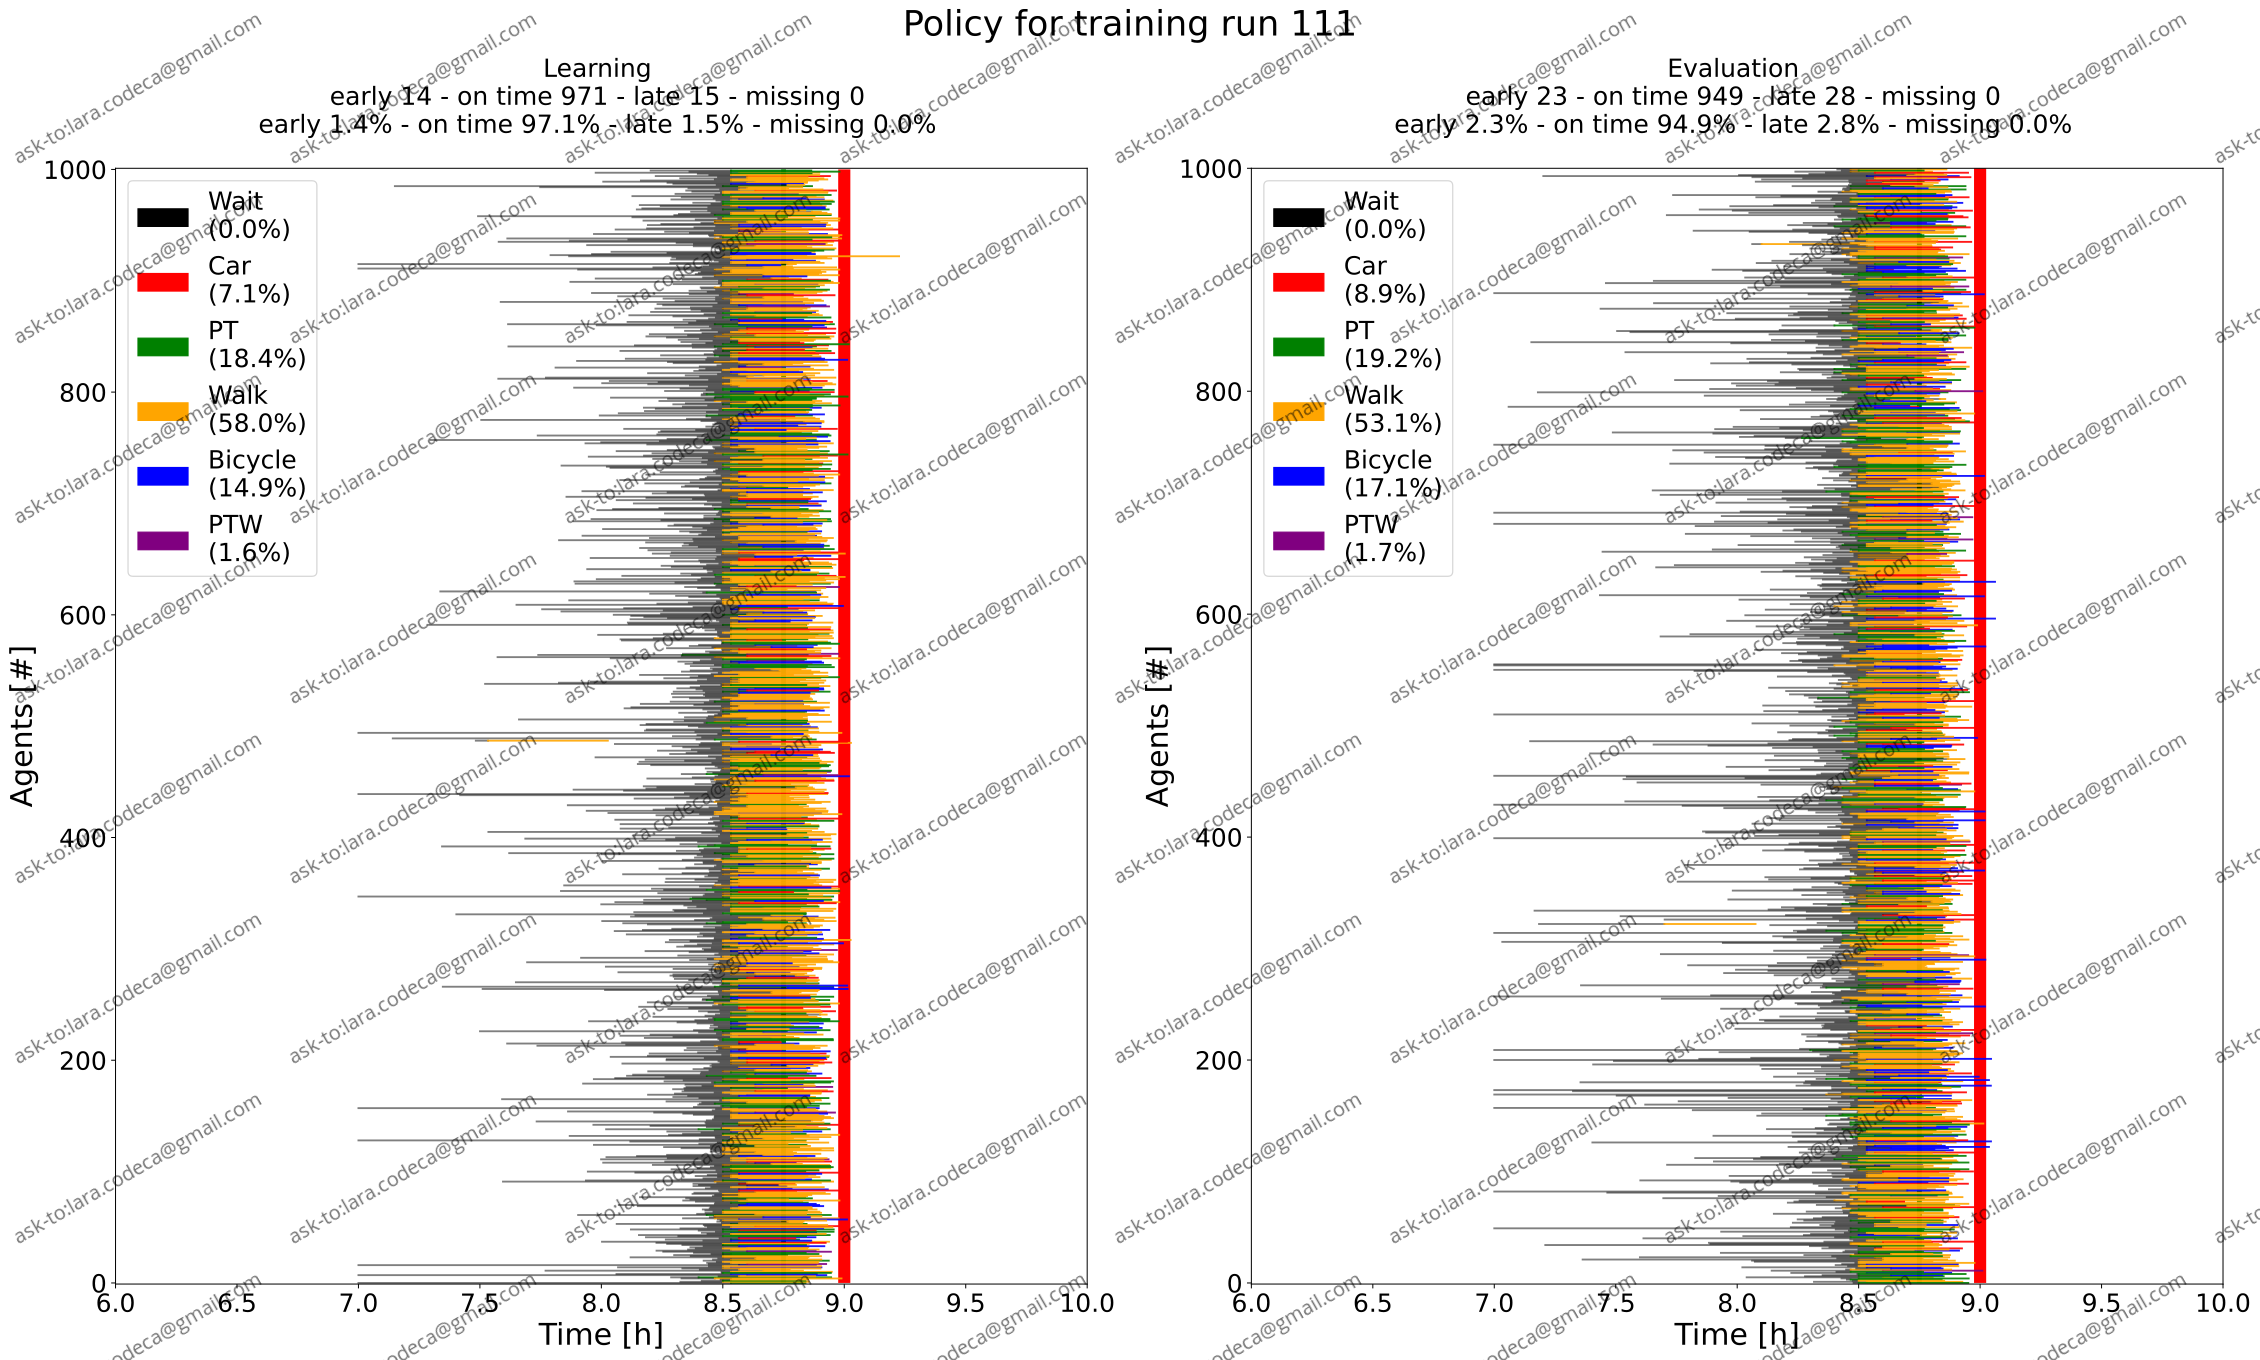 Policy for training run 111
Learning
early 14 - on time 971 - late 15 - missing 0
early 1.4% - on time 97.1% - late 1.5% - missing 0.0%
1000
800
600
400
200
0
Agents [#]
Wait
(0.0%)
Car
(7.1%)
PT
(18.4%)
Walk
(58.0%)
Bicycle
(14.9%)
PTW
(1.6%)
6.0 6.5 7.0 7.5 8.0 8.5 9.0 9.5 10.0
Time [h]
Evaluation
early 23 - on time 949 - late 28 - missing 0
early 2.3% - on time 94.9% - late 2.8% - missing 0.0%
1000
800
600
400
200
0
Agents [#]
Wait
(0.0%)
Car
(8.9%)
PT
(19.2%)
Walk
(53.1%)
Bicycle
(17.1%)
PTW
(1.7%)
6.0 6.5 7.0 7.5 8.0 8.5 9.0 9.5 10.0
Time [h]
ask-to:lara.codeca@gmail.com